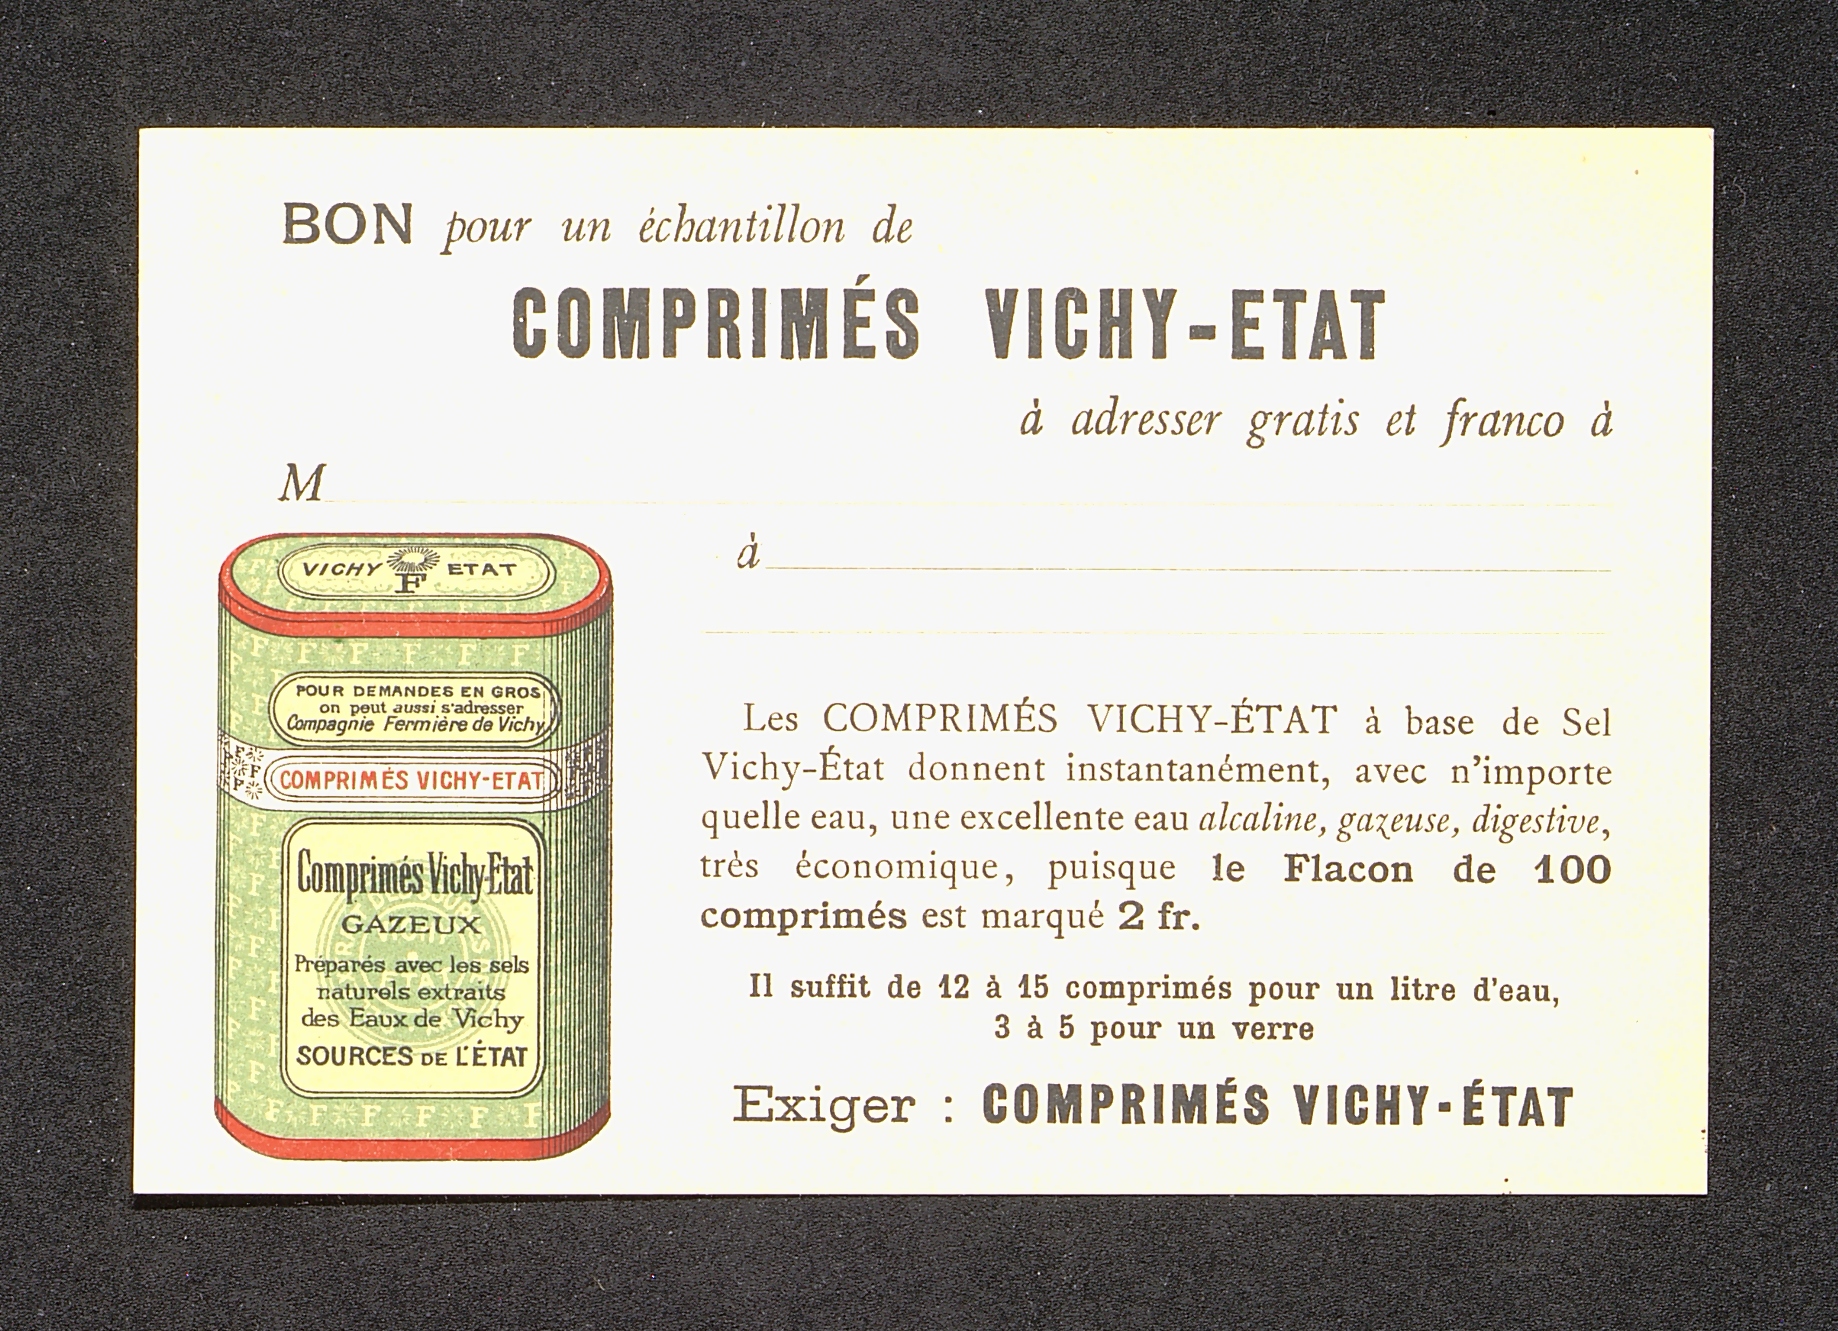 BON pour un échantillon de
COMPRIMÉS VICHY-ETAT
à adresser gratis et franco à
M
à
VICHY F ETAT
POUR DEMANDES EN GROS
on peut aussi s'adresser
Compagnie Fermière de Vichy
COMPRIMÉS VICHY-ETAT
Comprimés Vichy-Etat
GAZEUX
Préparés avec les sels
naturels extraits
des Eaux de Vichy
SOURCES DE L'ÉTAT
Les COMPRIMÉS VICHY-ÉTAT à base de Sel
Vichy-État donnent instantanément, avec n'importe
quelle eau, une excellente eau alcaline, gazeuse, digestive,
très économique, puisque le Flacon de 100
comprimés est marqué 2 fr.
Il suffit de 12 à 15 comprimés pour un litre d'eau,
3 à 5 pour un verre
Exiger : COMPRIMÉS VICHY-ÉTAT